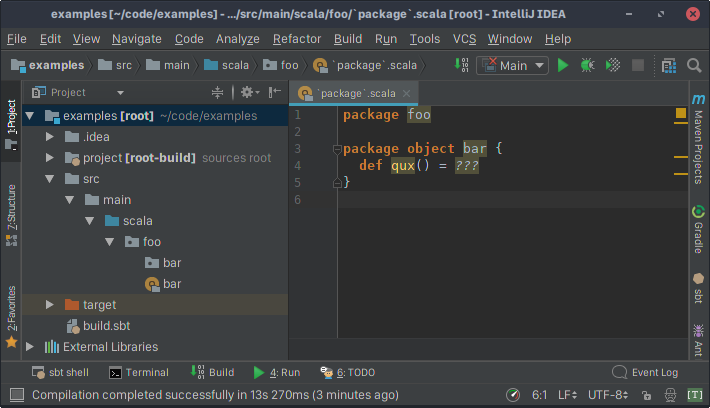 examples [~/code/examples] - .../src/main/scala/foo/`package`.scala [root] - IntelliJ IDEA
File Edit View Navigate Code Analyze Refactor Build Run Tools VCS Window Help
examples src main scala foo `package`.scala Main
1: Project
Z: Structure
2: Favorites
Project
examples [root] ~/code/examples
.idea
project [root-build] sources root
src
main
scala
foo
bar
bar
target
build.sbt
External Libraries
`package`.scala
1 package foo
2
3 package object bar {
4 def qux() = ???
5 }
6
Maven Projects
Gradle
sbt
Ant
sbt shell Terminal Build 4: Run 6: TODO Event Log
Compilation completed successfully in 13s 270ms (3 minutes ago) 6:1 LF÷ UTF-8÷ [T]